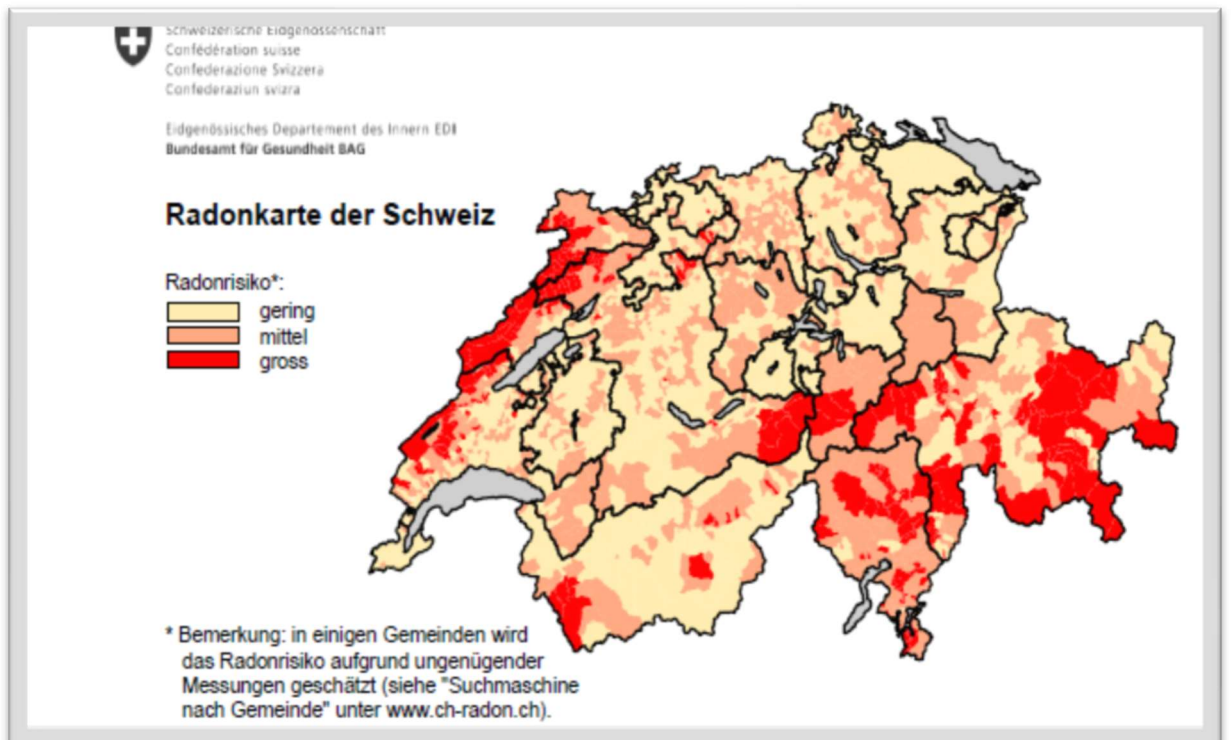 Schweizerische Eidgenossenschaft
Confédération suisse
Confederazione Svizzera
Confederaziun svizra
Eidgenössisches Departement des Innern EDI
Bundesamt für Gesundheit BAG
Radonkarte der Schweiz
Radonrisiko*:
gering
mittel
gross
* Bemerkung: in einigen Gemeinden wird
das Radonrisiko aufgrund ungenügender
Messungen geschätzt (siehe "Suchmaschine
nach Gemeinde" unter www.ch-radon.ch).